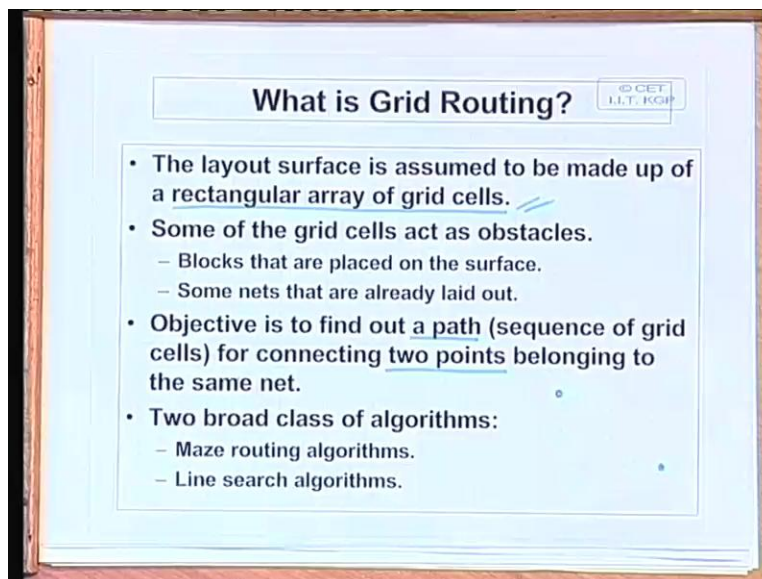 What is Grid Routing?
© CET
I.I.T. KGP
• The layout surface is assumed to be made up of
a rectangular array of grid cells.
• Some of the grid cells act as obstacles.
– Blocks that are placed on the surface.
– Some nets that are already laid out.
• Objective is to find out a path (sequence of grid
cells) for connecting two points belonging to
the same net.
• Two broad class of algorithms:
– Maze routing algorithms.
– Line search algorithms.